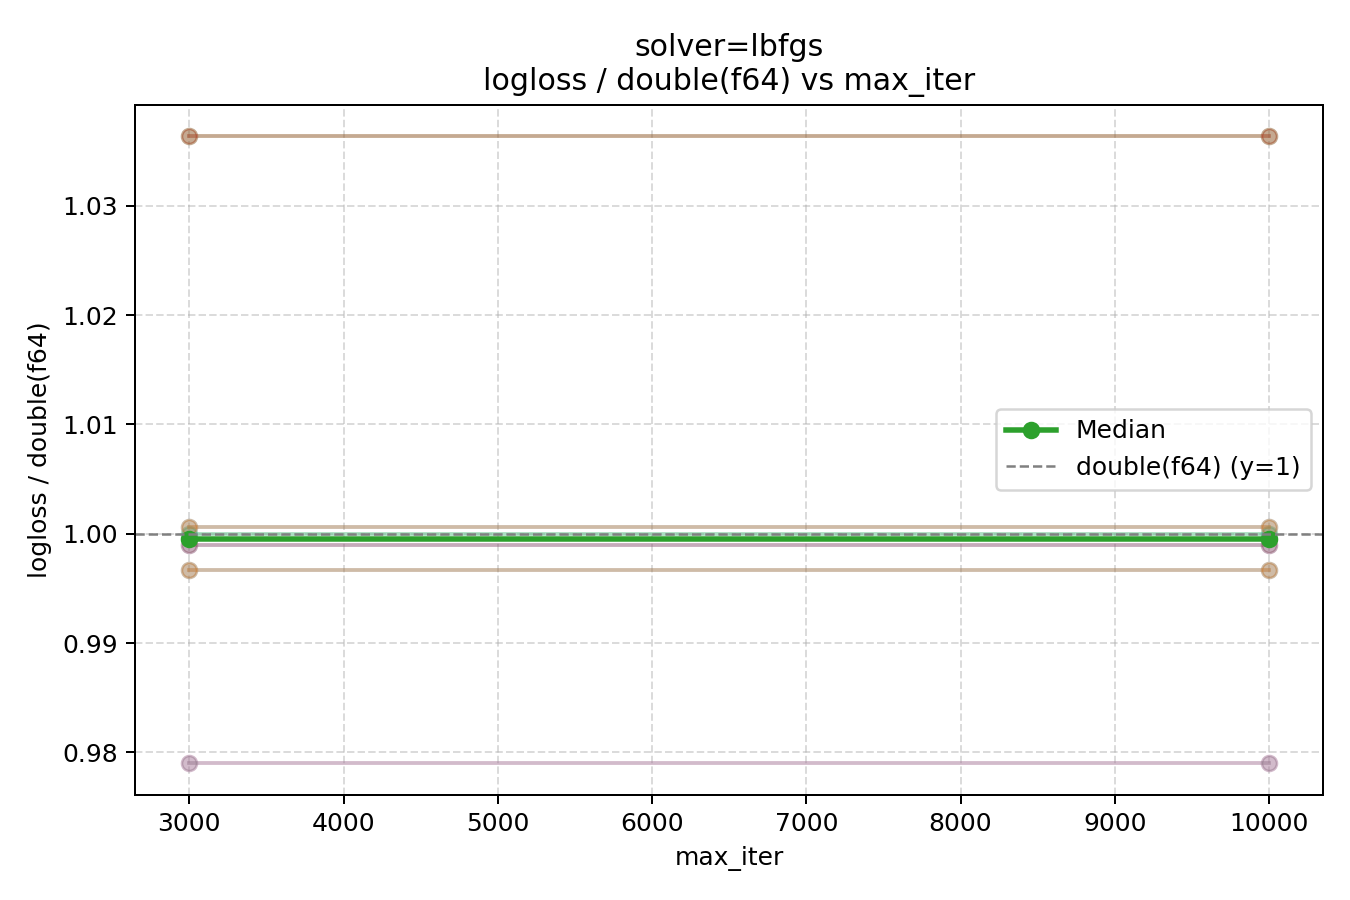 solver=lbfgs
logloss / double(f64) vs max_iter
logloss / double(f64)
1.03
1.02
1.01
1.00
0.99
0.98
Median
double(f64) (y=1)
3000 4000 5000 6000 7000 8000 9000 10000
max_iter